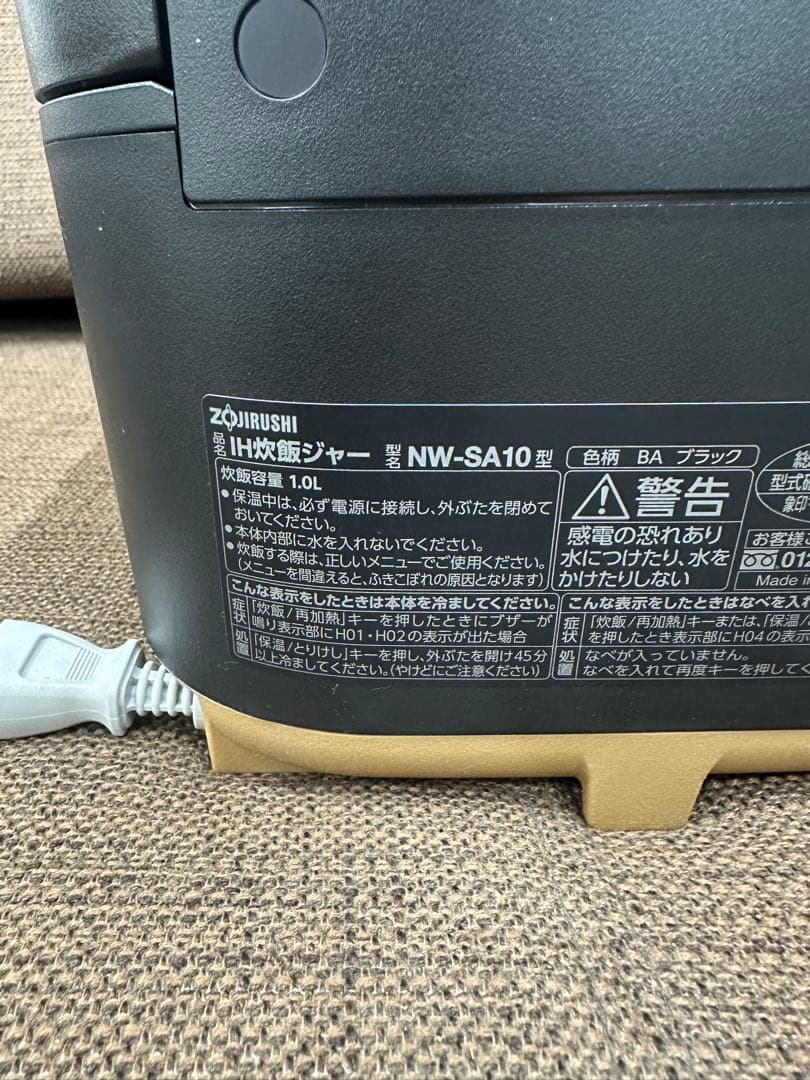 ZOJIRUSHI
品名 IH炊飯ジャー 型名 NW-SA10型 色柄 BA ブラック
炊飯容量 1.0L
•保温中は、必ず電源に接続し、外ぶたを閉めて
おいてください。
•本体内部に水を入れないでください。
•炊飯する際は、正しいメニューでご使用ください。
(メニューを間違えると、ふきこぼれの原因となります)
警告
感電の恐れあり
水につけたり、水を
かけたりしない
型式確
象印
お客様ご
012
Made in
こんな表示をしたときは本体を冷ましてください。
症状 「炊飯/再加熱」キーを押したときにブザーが
鳴り表示部にH01・H02の表示が出た場合
処置 「保温/とりけし」キーを押し、外ぶたを開け45分
以上冷ましてください。(やけどにご注意ください)
こんな表示をしたときはなべを入れ
症状 「炊飯/再加熱」キーまたは、「保温/
を押したとき表示部にH04の表示
処置 なべが入っていません。
なべを入れて再度キーを押して